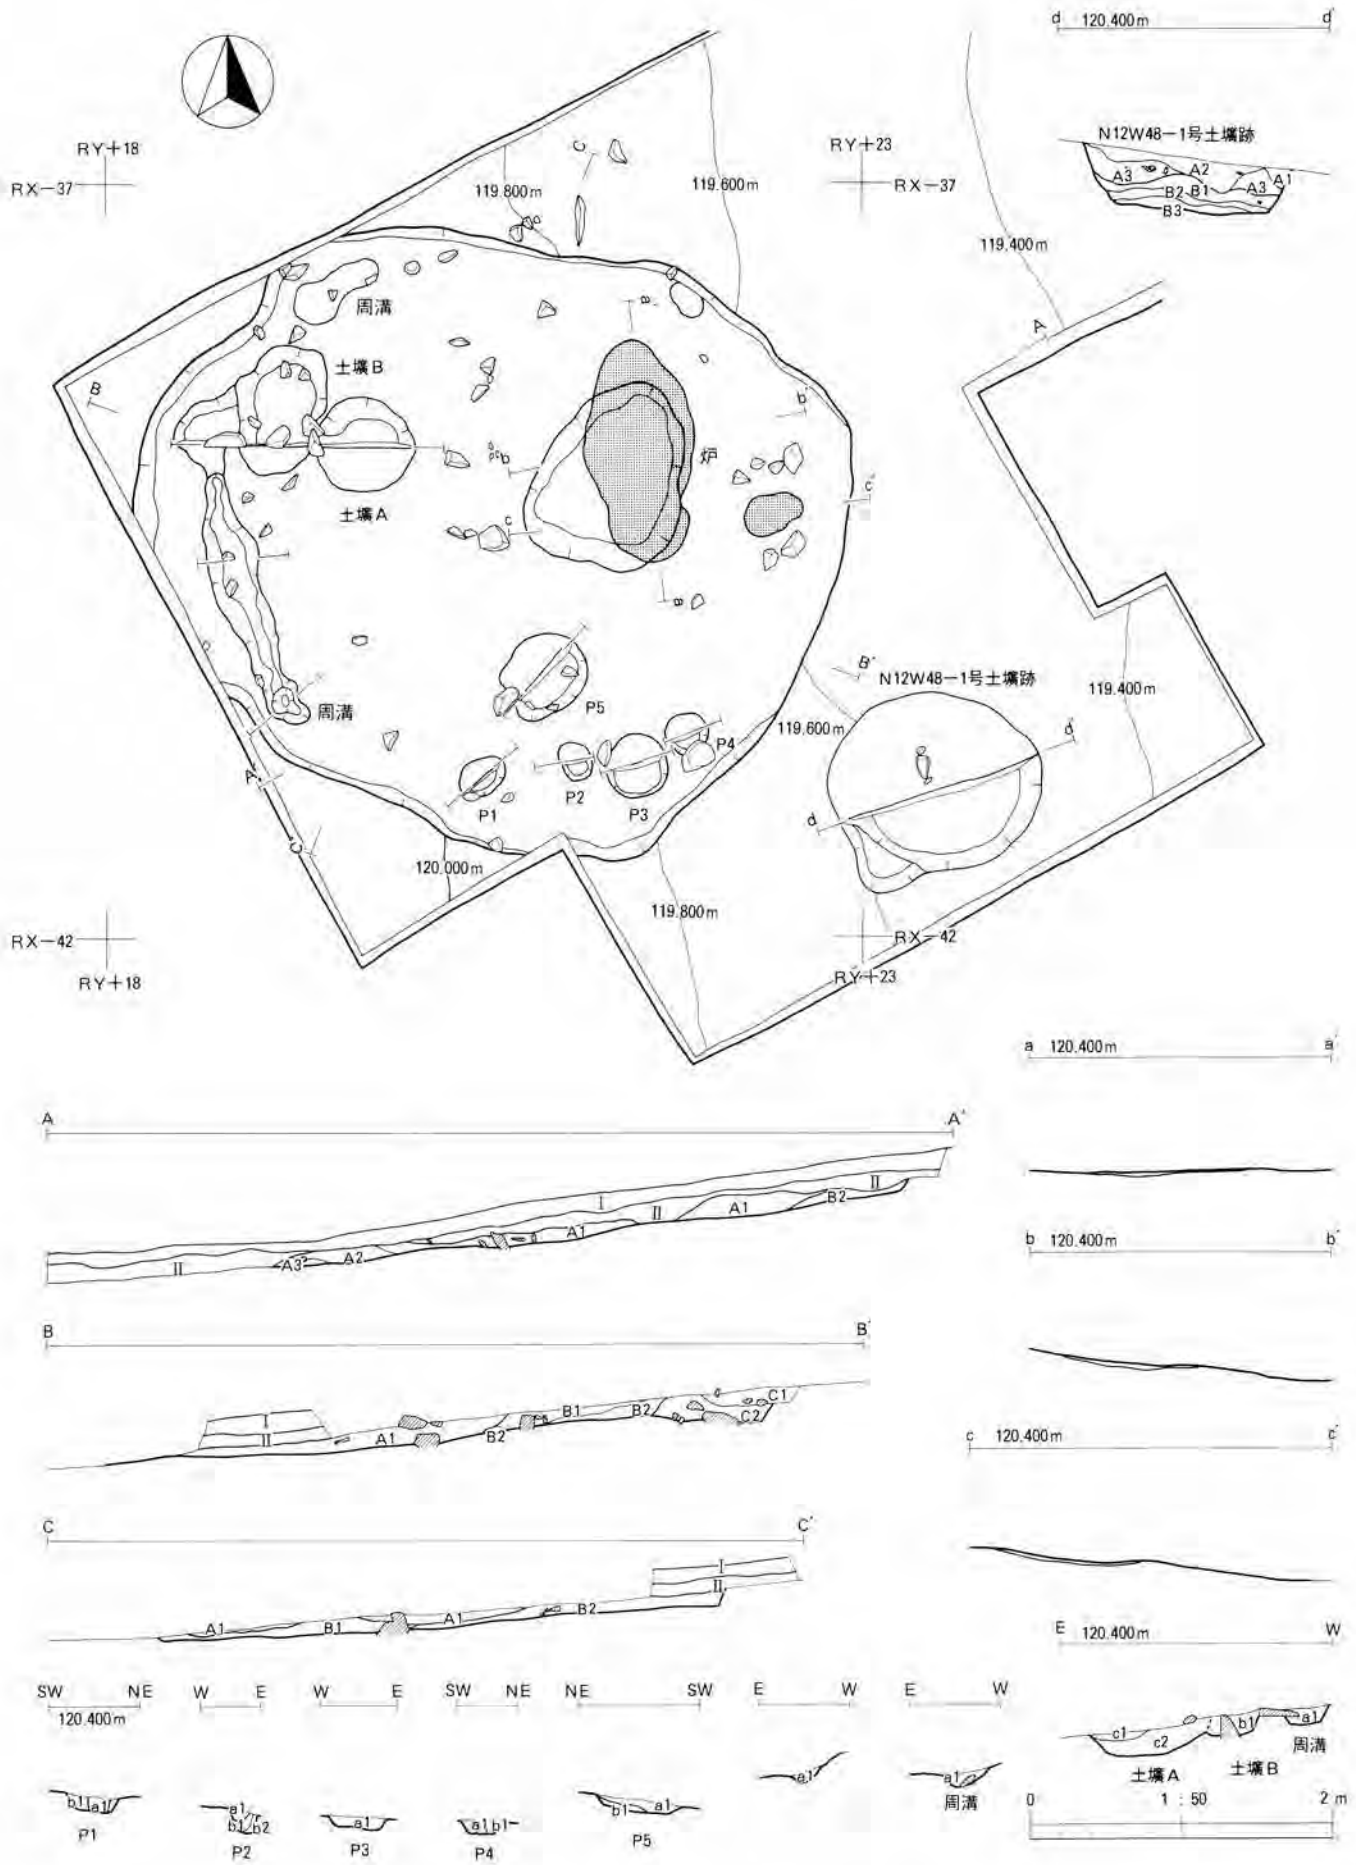 d 120.400m d'
N12W48-1号土壙跡
A3 A2 A1
B2 B1 A3
B3
RY+18
RX-37
RY+23
RX-37
119.800m
119.600m
119.400m
C
周溝
a
A
B
土壙B
b'
b
炉
c'
土壙A
c
a
B'
N12W48-1号土壙跡
119.400m
周溝
P5
119.600m
P4
d'
A'
P1
P2
P3
d
C'
120.000m
119.800m
RX-42
RY+18
RX-42
RY+23
a 120.400m a'
A A'
I
II A3 A2 A1 II A1 B2 II
b 120.400m b'
B B'
I
II A1 B2 B1 B2 C1
C2
c 120.400m c'
C C'
I
II
A1 B1 A1 B2
E 120.400m W
SW NE W E W E SW NE NE SW E W E W
120.400m
c1 c2 b1 a1
土壙A 土壙B 周溝
b1 a1
P1
a1
b1 b2
P2
a1
P3
a1 b1
P4
b1 a1
P5
a1
a1
周溝
0 1:50 2m